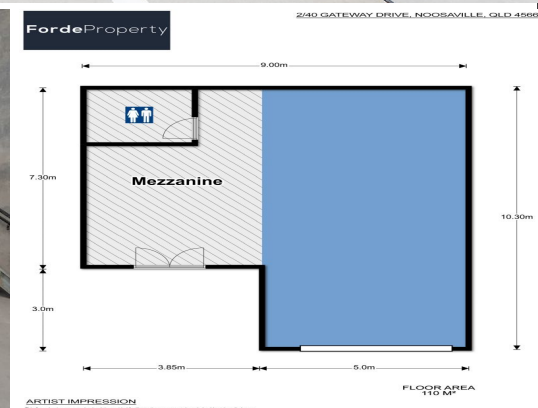 FordeProperty
2/40 GATEWAY DRIVE, NOOSAVILLE, QLD 4566
9.00m
7.30m
Mezzanine
10.30m
3.0m
3.85m
5.0m
FLOOR AREA
110 M²
ARTIST IMPRESSION